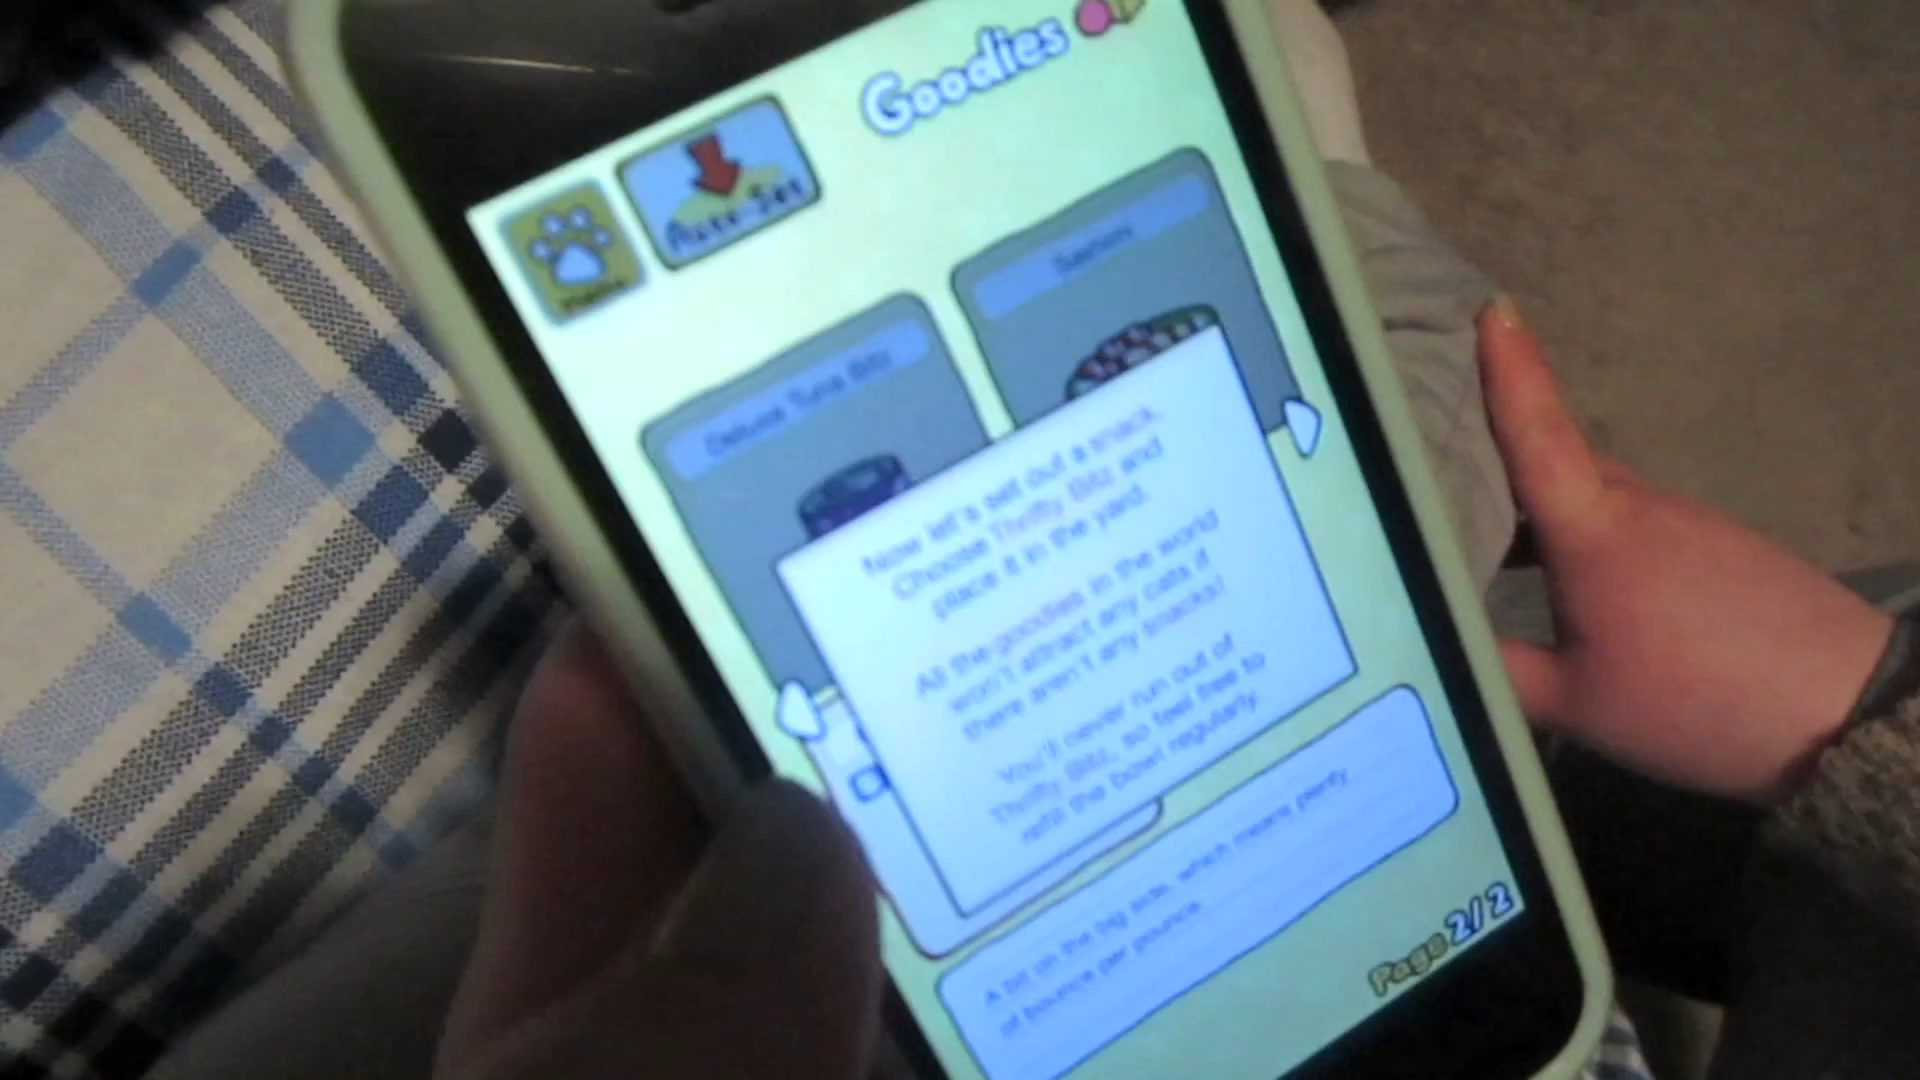 Goodies
Auto-Set
Sashimi
Deluxe Tuna Bitz
Now let's set out a snack.
Choose Thrifty Bitz and
place it in the yard.
All the goodies in the world
won't attract any cats if
there aren't any snacks!
You'll never run out of
Thrifty Bitz, so feel free to
refill the bowl regularly.
A bit on the big side, which means plenty
of bounce per pounce.
Page 2/2